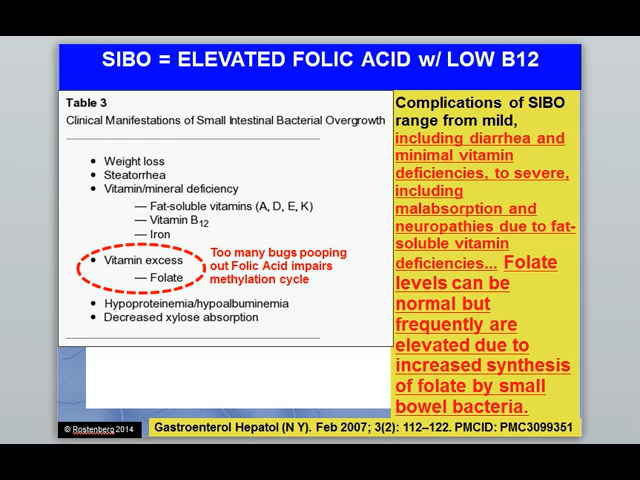 SIBO = ELEVATED FOLIC ACID w/ LOW B12
Table 3
Clinical Manifestations of Small Intestinal Bacterial Overgrowth
• Weight loss
• Steatorrhea
• Vitamin/mineral deficiency
— Fat-soluble vitamins (A, D, E, K)
— Vitamin B12
— Iron
• Vitamin excess
— Folate
• Hypoproteinemia/hypoalbuminemia
• Decreased xylose absorption
Too many bugs pooping
out Folic Acid impairs
methylation cycle
Complications of SIBO
range from mild,
including diarrhea and
minimal vitamin
deficiencies, to severe,
including
malabsorption and
neuropathies due to fat-
soluble vitamin
deficiencies... Folate
levels can be
normal but
frequently are
elevated due to
increased synthesis
of folate by small
bowel bacteria.
© Rostenberg 2014
Gastroenterol Hepatol (N Y). Feb 2007; 3(2): 112–122. PMCID: PMC3099351